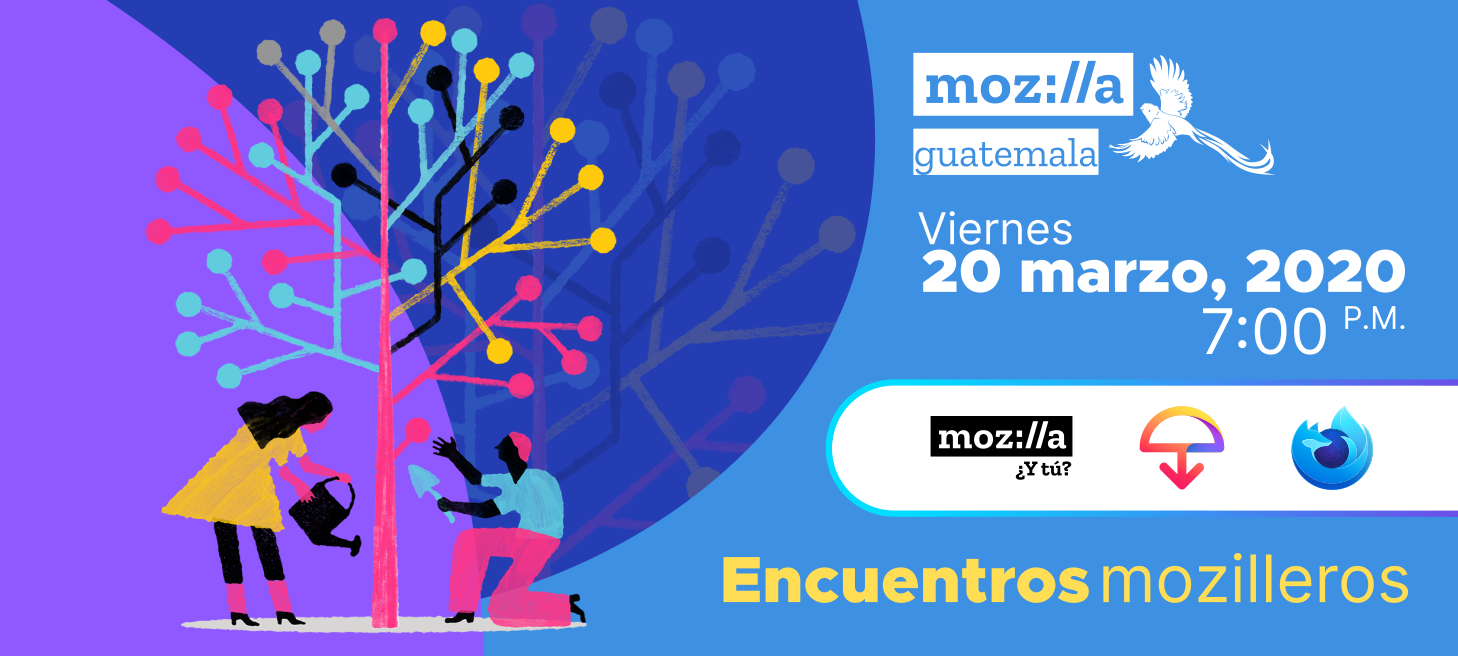 moz://a
guatemala
Viernes
20 marzo, 2020
7:00 P.M.
moz://a
¿Y tú?
Encuentros mozilleros